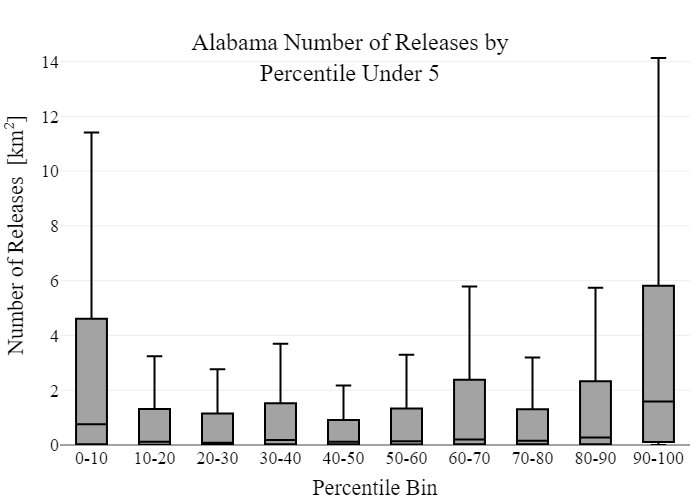 Alabama Number of Releases by
Percentile Under 5
Number of Releases [km²]
14
12
10
8
6
4
2
0
0-10 10-20 20-30 30-40 40-50 50-60 60-70 70-80 80-90 90-100
Percentile Bin